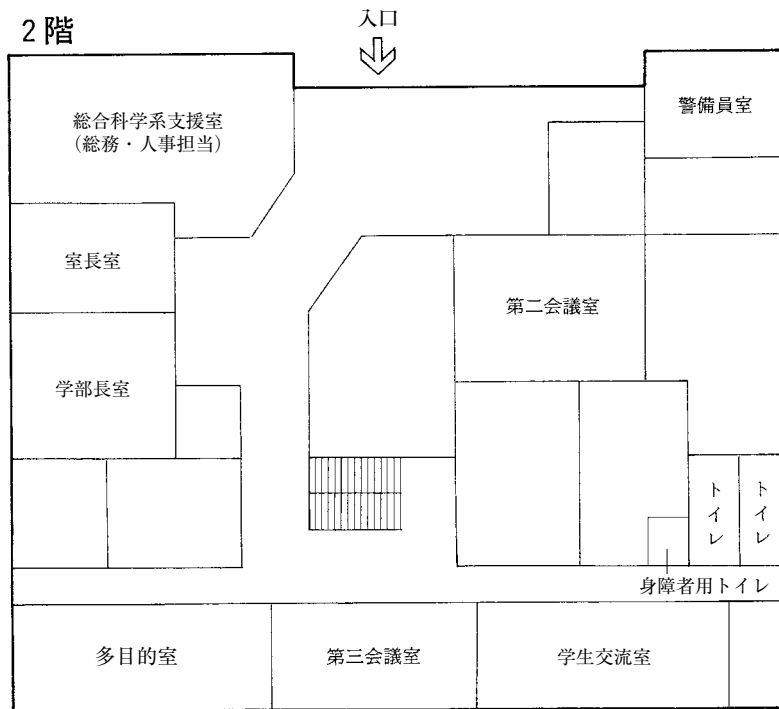 2階
入口
総合科学系支援室
(総務・人事担当)
警備員室
室長室
第二会議室
学部長室
トイレ
トイレ
身障者用トイレ
多目的室
第三会議室
学生交流室